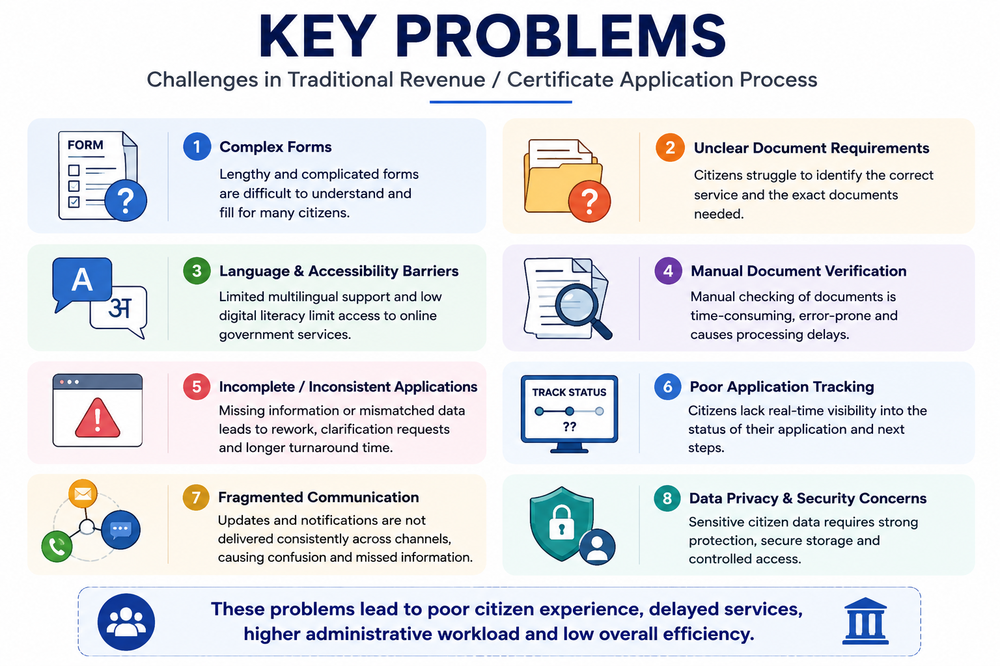 KEY PROBLEMS
Challenges in Traditional Revenue / Certificate Application Process
FORM
?
1
Complex Forms
Lengthy and complicated forms
are difficult to understand and
fill for many citizens.
?
2
Unclear Document Requirements
Citizens struggle to identify the correct
service and the exact documents
needed.
A
अ
3
Language & Accessibility Barriers
Limited multilingual support and low
digital literacy limit access to online
government services.
4
Manual Document Verification
Manual checking of documents is
time-consuming, error-prone and
causes processing delays.
!
5
Incomplete / Inconsistent Applications
Missing information or mismatched data
leads to rework, clarification requests
and longer turnaround time.
TRACK STATUS
??
6
Poor Application Tracking
Citizens lack real-time visibility into the
status of their application and next
steps.
7
Fragmented Communication
Updates and notifications are not
delivered consistently across channels,
causing confusion and missed information.
8
Data Privacy & Security Concerns
Sensitive citizen data requires strong
protection, secure storage and
controlled access.
These problems lead to poor citizen experience, delayed services,
higher administrative workload and low overall efficiency.